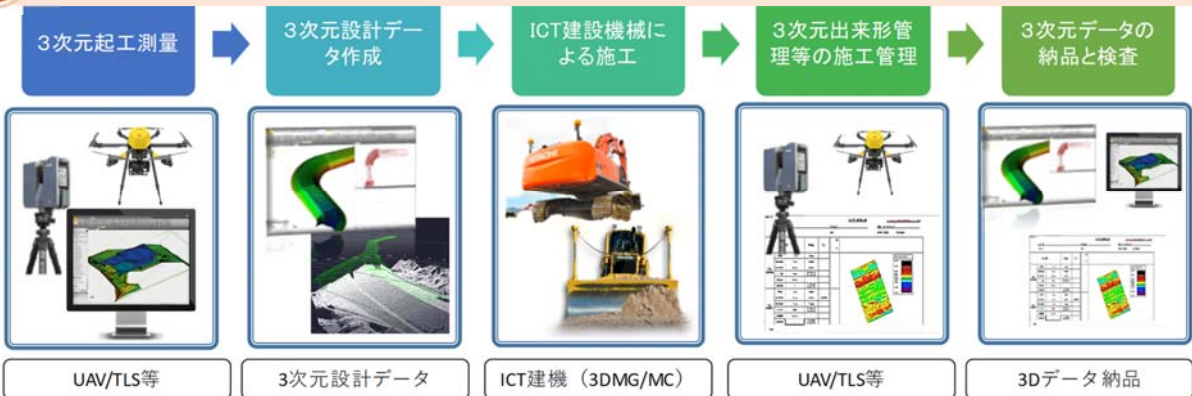 3次元起工測量
3次元設計デー
タ作成
ICT建設機械に
よる施工
3次元出来形管
理等の施工管理
3次元データの
納品と検査
HITACHI
UAV/TLS等
3次元設計データ
ICT建機（3DMG/MC）
UAV/TLS等
3Dデータ納品